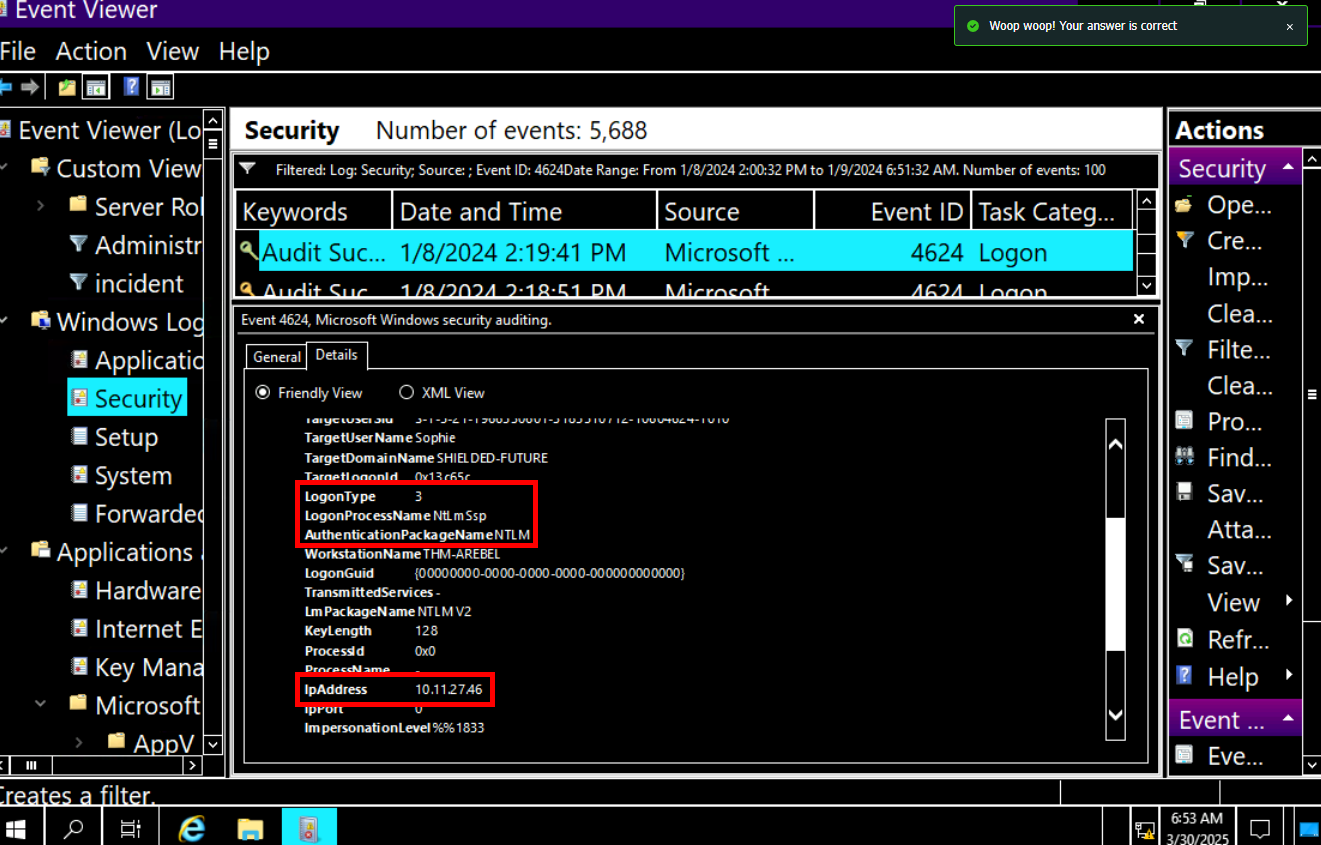 Event Viewer
Woop woop! Your answer is correct
File Action View Help
Event Viewer (Lo
Custom View
Server Rol
Administr
incident
Windows Log
Applicatio
Security
Setup
System
Forwarded
Applications a
Hardware
Internet E
Key Mana
Microsoft
AppV
Security Number of events: 5,688
Filtered: Log: Security; Source: ; Event ID: 4624Date Range: From 1/8/2024 2:00:32 PM to 1/9/2024 6:51:32 AM. Number of events: 100
Keywords Date and Time Source Event ID Task Categ...
Audit Suc... 1/8/2024 2:19:41 PM Microsoft ... 4624 Logon
Audit Suc 1/8/2024 2:18:51 PM Microsoft 4624 Logon
Event 4624, Microsoft Windows security auditing.
General Details
Friendly View XML View
TargetUserSid
TargetUserName Sophie
TargetDomainName SHIELDED-FUTURE
TargetLogonId 0x13c65c
LogonType 3
LogonProcessName NtLmSsp
AuthenticationPackageName NTLM
WorkstationName THM-AREBEL
LogonGuid {00000000-0000-0000-0000-000000000000}
TransmittedServices -
LmPackageName NTLM V2
KeyLength 128
ProcessId 0x0
ProcessName -
IpAddress 10.11.27.46
IpPort 0
ImpersonationLevel %%1833
Actions
Security
Ope...
Cre...
Imp...
Clea...
Filte...
Clea...
Pro...
Find...
Sav...
Atta...
Sav...
View
Refr...
Help
Event ...
Eve...
Creates a filter.
6:53 AM
3/30/2025